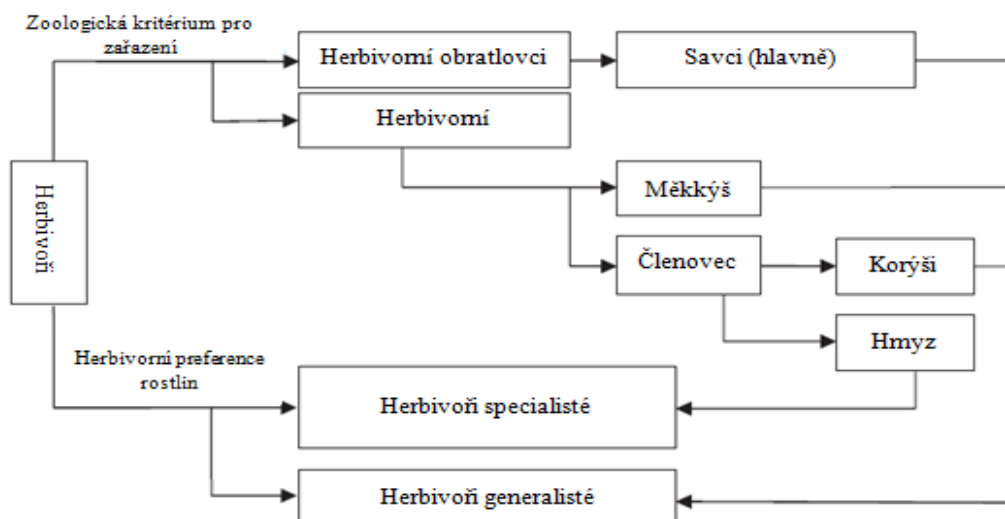 Zoologická kritérium pro
zařazení
Herbivorní obratlovci
Savci (hlavně)
Herbivorní
Herbivoři
Měkkýš
Členovec
Korýši
Hmyz
Herbivorní preference
rostlin
Herbivoři specialisté
Herbivoři generalisté